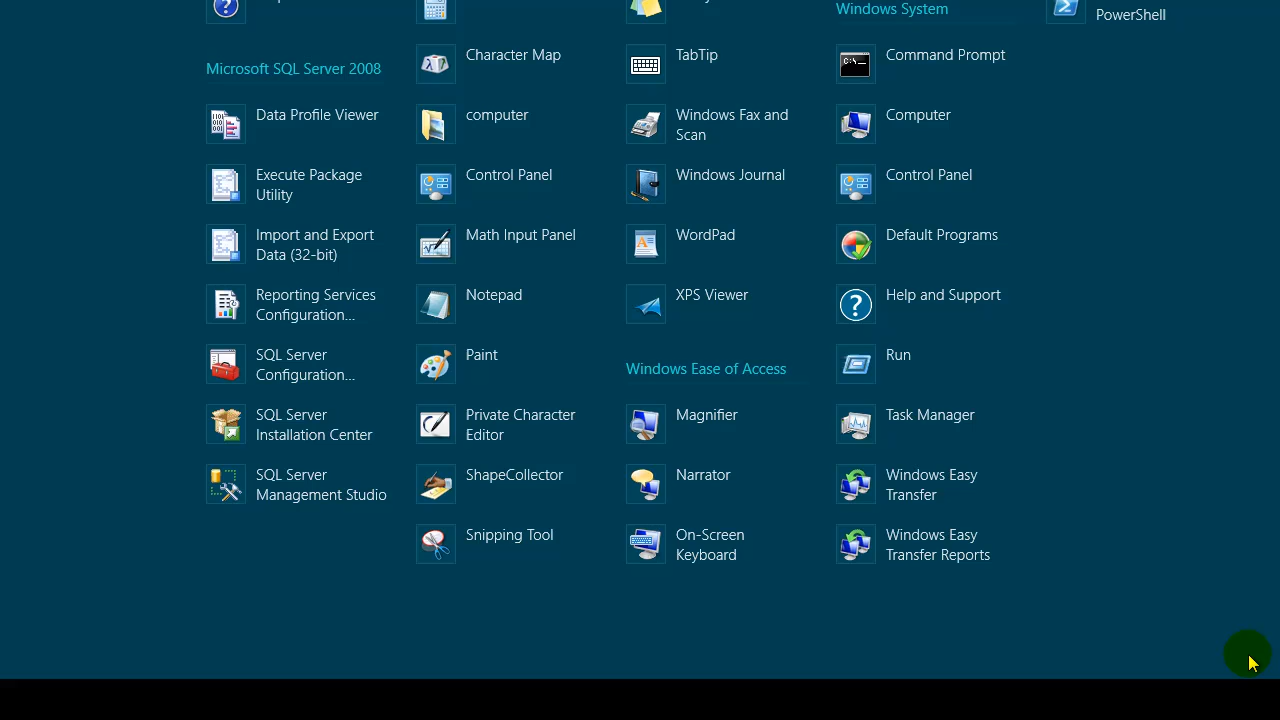 Microsoft SQL Server 2008
Data Profile Viewer
Execute Package
Utility
Import and Export
Data (32-bit)
Reporting Services
Configuration...
SQL Server
Configuration...
SQL Server
Installation Center
SQL Server
Management Studio
Character Map
computer
Control Panel
Math Input Panel
Notepad
Paint
Private Character
Editor
ShapeCollector
Snipping Tool
TabTip
Windows Fax and
Scan
Windows Journal
WordPad
XPS Viewer
Windows Ease of Access
Magnifier
Narrator
On-Screen
Keyboard
Windows System
Command Prompt
Computer
Control Panel
Default Programs
Help and Support
Run
Task Manager
Windows Easy
Transfer
Windows Easy
Transfer Reports
PowerShell